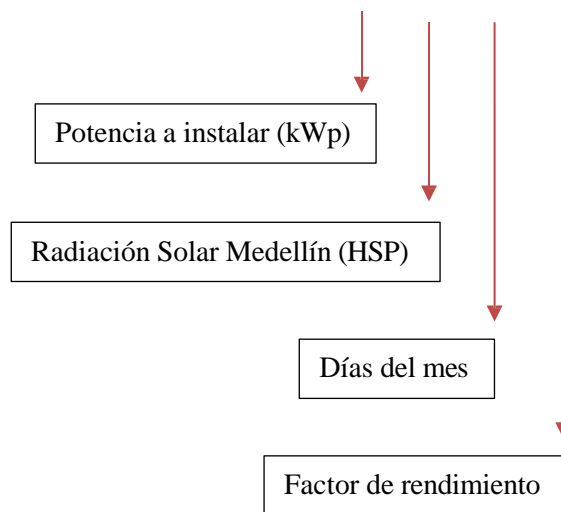 Potencia a instalar (kWp)
Radiación Solar Medellín (HSP)
Días del mes
Factor de rendimiento